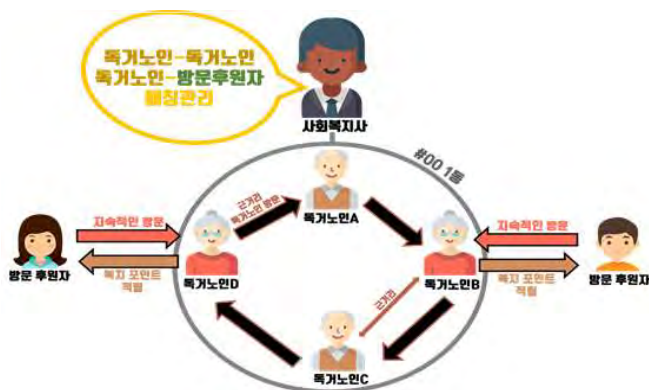 독거노인-독거노인
독거노인-방문후원자
매칭관리
사회복지사
#00 1동
근거리
독거노인 방문
독거노인A
지속적인 방문
복지 포인트
적립
방문 후원자
독거노인D
근거리
독거노인B
지속적인 방문
복지 포인트
적립
방문 후원자
독거노인C